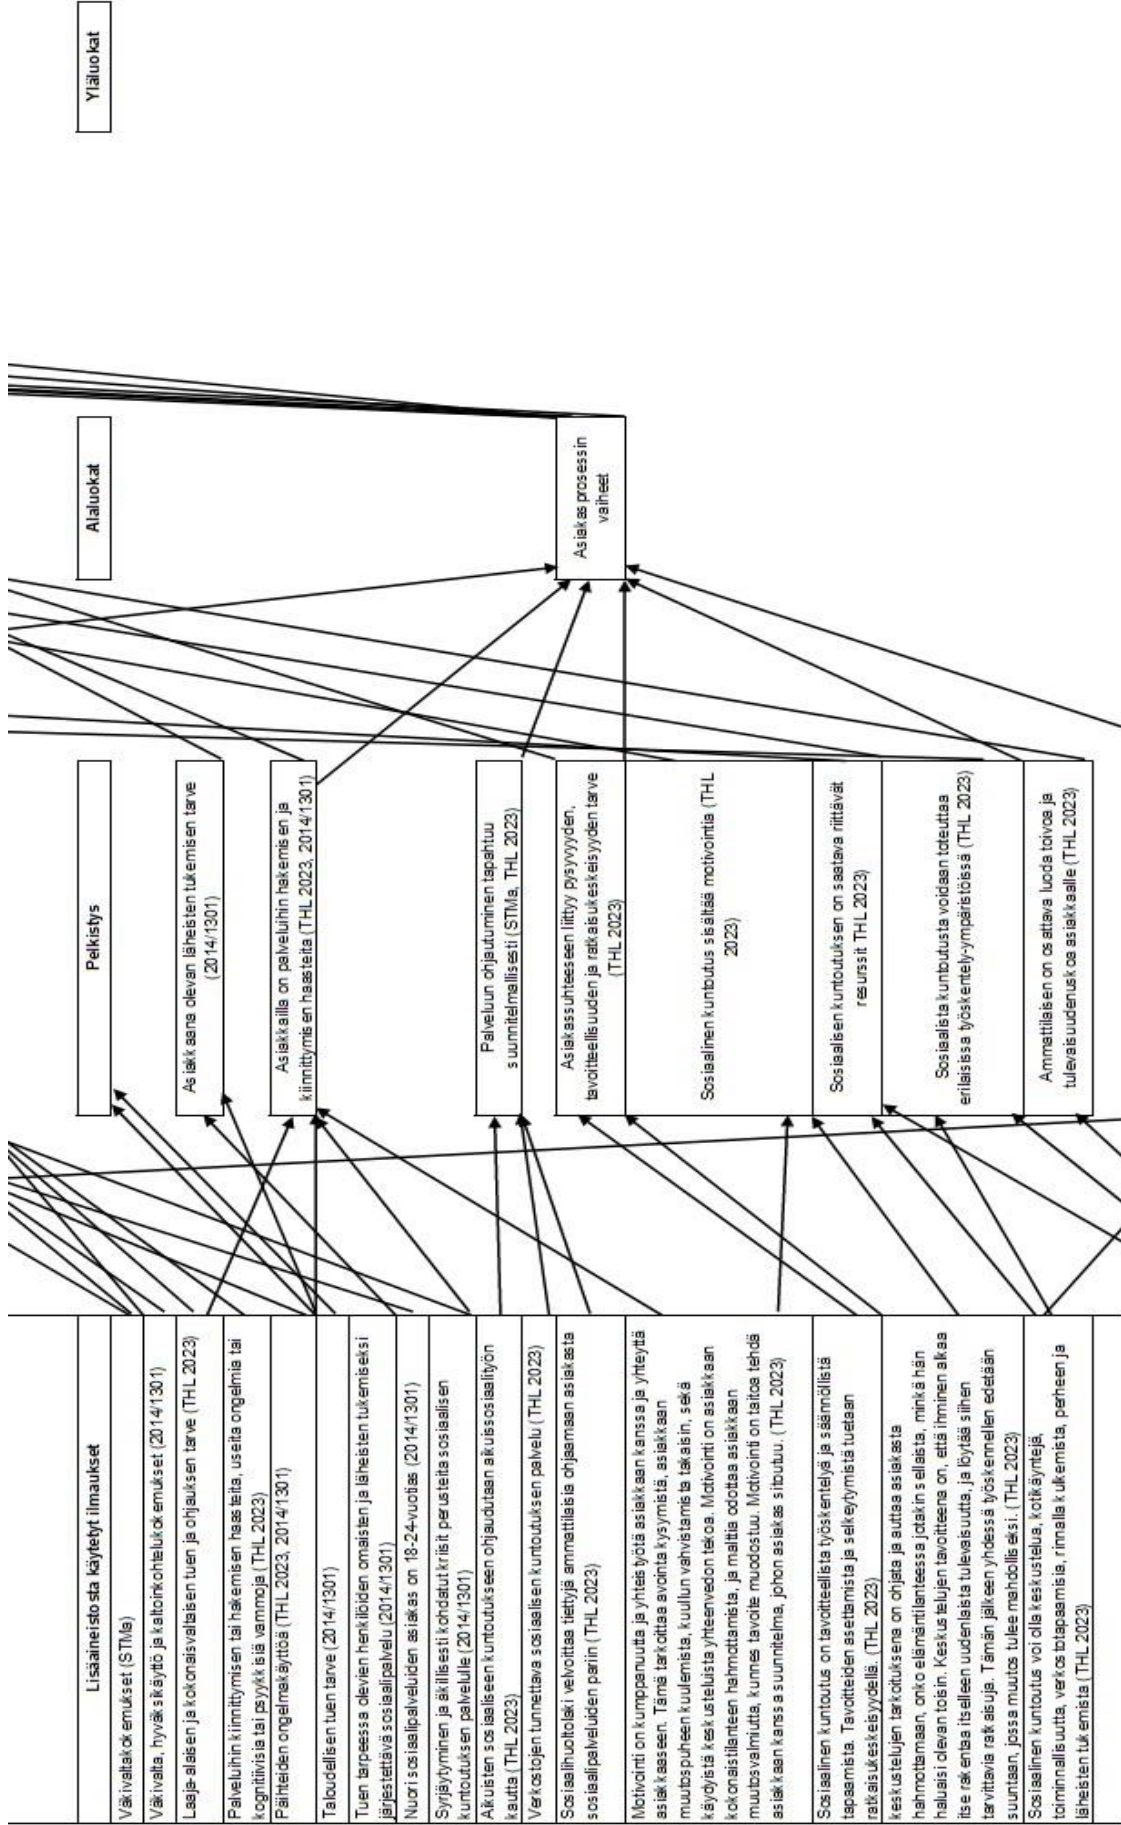 Lisäaineistosta käytetyt ilmaukset
Väkivaltakokemukset (STMa)
Väkivalta, hyväksikäyttö ja kaltoinkohtelukokemukset (2014/1301)
Laaja-alaisen ja kokonaisvaltaisen tuen ja ohjauksen tarve (THL 2023)
Palveluihin kiinnittymisen tai hakemisen haasteita, useita ongelmia tai
kognitiivisia tai psyykkisiä vammoja (THL 2023)
Päihteiden ongelmakäyttöä (THL 2023, 2014/1301)
Taloudellisen tuen tarve (2014/1301)
Tuen tarpeessa olevien henkilöiden omaisten ja läheisten tukemiseksi
järjestettävä sosiaalipalvelu (2014/1301)
Nuori sosiaalipalveluiden asiakas on 18-24-vuotias (2014/1301)
Syrjäytyminen ja äkillisesti kohdatut kriisit perusteita sosiaalisen
kuntoutuksen palvelulle (2014/1301)
Aikuisten sosiaaliseen kuntoutukseen ohjaudutaan aikuissosiaalityön
kautta (THL 2023)
Verkostojen tunnettava sosiaalisen kuntoutuksen palvelu (THL 2023)
Sosiaalihuoltolaki velvoittaa tiettyjä ammattilaisia ohjaamaan asiakasta
sosiaalipalveluiden pariin (THL 2023)
Motivointi on kumppanuutta ja yhteistyötä asiakkaan kanssa ja yhteyttä
asiakkaaseen. Tämä tarkoittaa avointa kysymistä, asiakkaan
muutospuheen kuulemista, kuullun vahvistamista takaisin, sekä
käydyistä keskusteluista yhteenvedon tekoa. Motivointi on asiakkaan
kokonaistilanteen hahmottamista, ja malttia odottaa asiakkaan
muutosvalmiutta, kunnes tavoite muodostuu. Motivointi on taitoa tehdä
asiakkaan kanssa suunnitelma, johon asiakas sitoutuu. (THL 2023)
Sosiaalinen kuntoutus on tavoitteellista työskentelyä ja säännöllistä
tapaamista. Tavoitteiden asettamista ja selkeytymistä tuetaan
ratkaisukeskeisyydellä. (THL 2023)
keskustelujen tarkoituksena on ohjata ja auttaa asiakasta
hahmottamaan, onko elämäntilanteessa jotakin sellaista, minkä hän
haluaisi olevan toisin. Keskustelujen tavoitteena on, että ihminen alkaa
itse rakentaa itselleen uudenlaista tulevaisuutta, ja löytää siihen
tarvittavia ratkaisuja. Tämän jälkeen yhdessä työskennellen edetään
suuntaan, jossa muutos tulee mahdolliseksi. (THL 2023)
Sosiaalinen kuntoutus voi olla keskustelua, kotikäyntejä,
toiminnallisuutta, verkostotapaamisia, rinnalla kulkemista, perheen ja
läheisten tukemista (THL 2023)
Pelkistys
Asiakkaana olevan läheisten tukemisen tarve
(2014/1301)
Asiakkailla on palveluihin hakemisen ja
kiinnittymisen haasteita (THL 2023, 2014/1301)
Palveluun ohjautuminen tapahtuu
suunnitelmallisesti (STMa, THL 2023)
Asiakassuhteeseen liittyy pysyvyyden,
tavoitteellisuuden ja ratkaisukeskeisyyden tarve
(THL 2023)
Sosiaalinen kuntoutus sisältää motivointia (THL
2023)
Sosiaalisen kuntoutuksen on saatava riittävät
resurssit THL 2023)
Sosiaalista kuntoutusta voidaan toteuttaa
erilaisissa työskentely-ympäristöissä (THL 2023)
Ammattilaisen on osattava luoda toivoa ja
tulevaisuudenuskoa asiakkaalle (THL 2023)
Alaluokat
Asiakasprosessin
vaiheet
Yläluokat